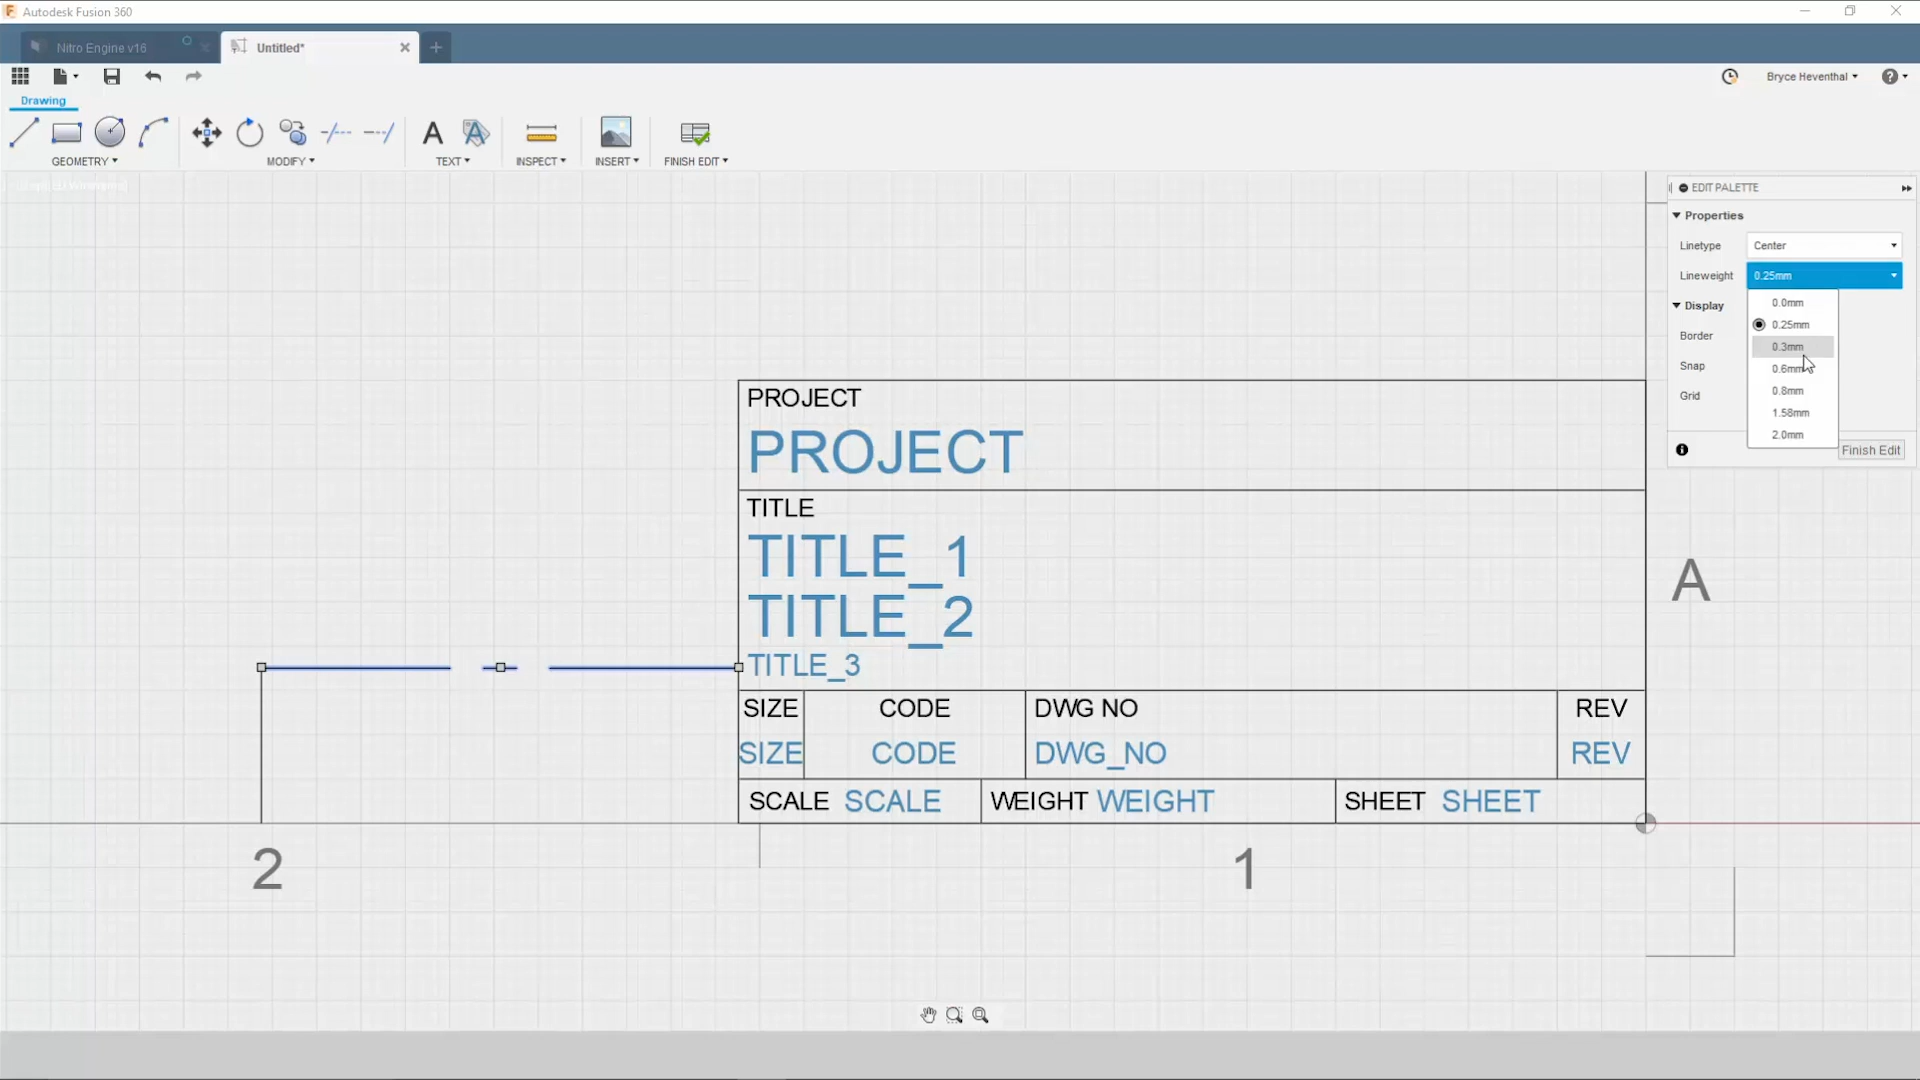 Autodesk Fusion 360
Nitro Engine v16
Untitled*
Bryce Heventhal
Drawing
GEOMETRY
MODIFY
TEXT
INSPECT
INSERT
FINISH EDIT
EDIT PALETTE
Properties
Linetype Center
Lineweight 0.25mm
Display
Border
Snap
Grid
0.0mm
0.25mm
0.3mm
0.6mm
0.8mm
1.58mm
2.0mm
Finish Edit
PROJECT
PROJECT
TITLE
TITLE_1
TITLE_2
TITLE_3
SIZE CODE DWG NO REV
SIZE CODE DWG_NO REV
SCALE SCALE WEIGHT WEIGHT SHEET SHEET
A
2 1